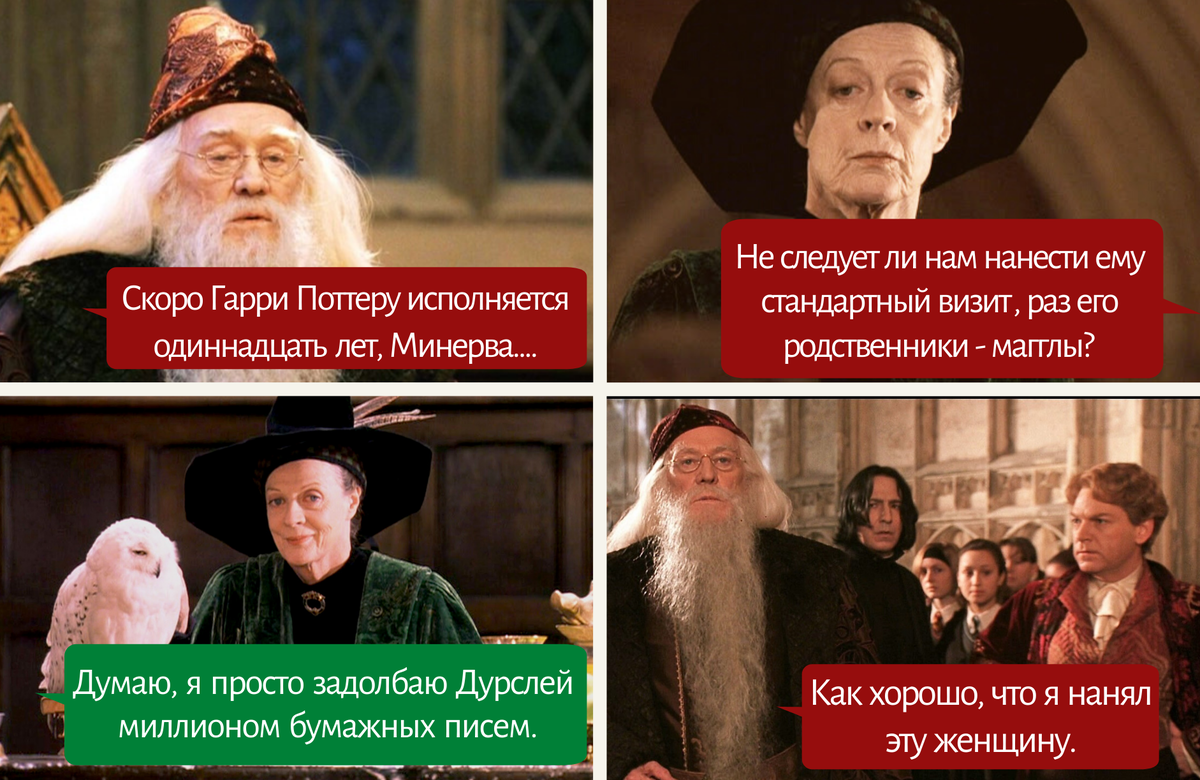 Скоро Гарри Поттеру исполняется
одиннадцать лет, Минерва....
Не следует ли нам нанести ему
стандартный визит, раз его
родственники - магглы?
Думаю, я просто задолбаю Дурслей
миллионом бумажных писем.
Как хорошо, что я нанял
эту женщину.